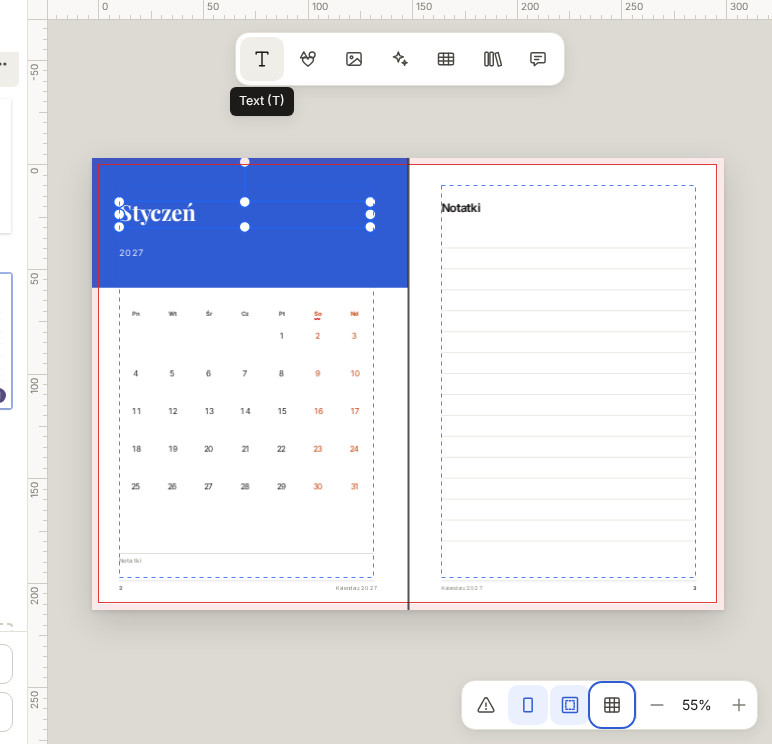 0 50 100 150 200 250 300
-50
0
50
100
150
200
250
Text (T)
Styczeń
2027
Pn Wt Śr Cz Pt So Nd
1 2 3
4 5 6 7 8 9 10
11 12 13 14 15 16 17
18 19 20 21 22 23 24
25 26 27 28 29 30 31
Notatki
2 Kalendarz 2027
Notatki
Kalendarz 2027 3
55%